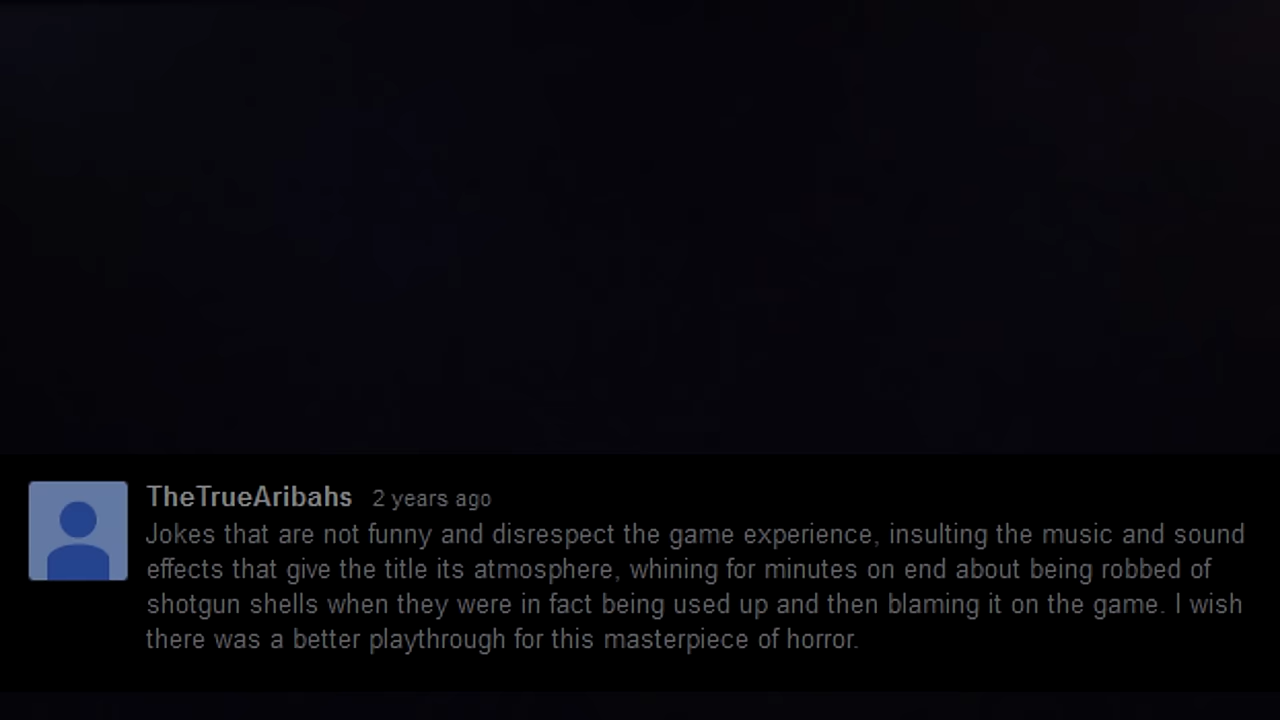 TheTrueAribahs 2 years ago
Jokes that are not funny and disrespect the game experience, insulting the music and sound
effects that give the title its atmosphere, whining for minutes on end about being robbed of
shotgun shells when they were in fact being used up and then blaming it on the game. I wish
there was a better playthrough for this masterpiece of horror.